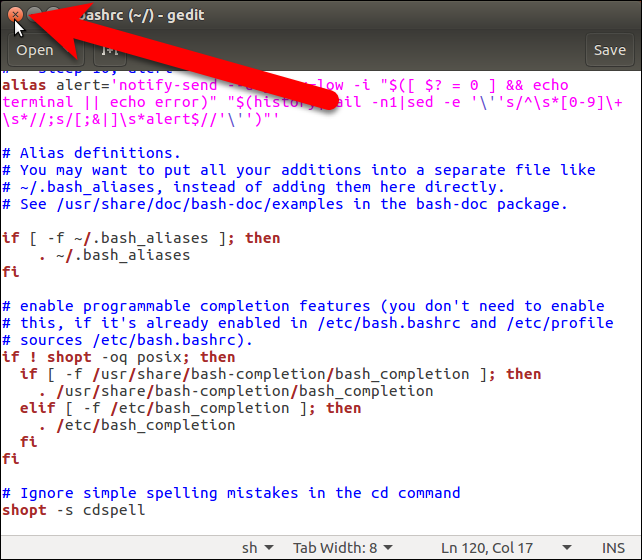 bashrc (~/) - gedit
Open
Save
alias alert='notify-send --low -i "$([ $? = 0 ] && echo
terminal || echo error)" "$(history|tail -n1|sed -e '\''s/^\s*[0-9]\+
\s*//;s/[;&|]\s*alert$//'\'')"'
# Alias definitions.
# You may want to put all your additions into a separate file like
# ~/.bash_aliases, instead of adding them here directly.
# See /usr/share/doc/bash-doc/examples in the bash-doc package.
if [ -f ~/.bash_aliases ]; then
    . ~/.bash_aliases
fi
# enable programmable completion features (you don't need to enable
# this, if it's already enabled in /etc/bash.bashrc and /etc/profile
# sources /etc/bash.bashrc).
if ! shopt -oq posix; then
  if [ -f /usr/share/bash-completion/bash_completion ]; then
    . /usr/share/bash-completion/bash_completion
  elif [ -f /etc/bash_completion ]; then
    . /etc/bash_completion
  fi
fi
# Ignore simple spelling mistakes in the cd command
shopt -s cdspell
sh Tab Width: 8 Ln 120, Col 17 INS